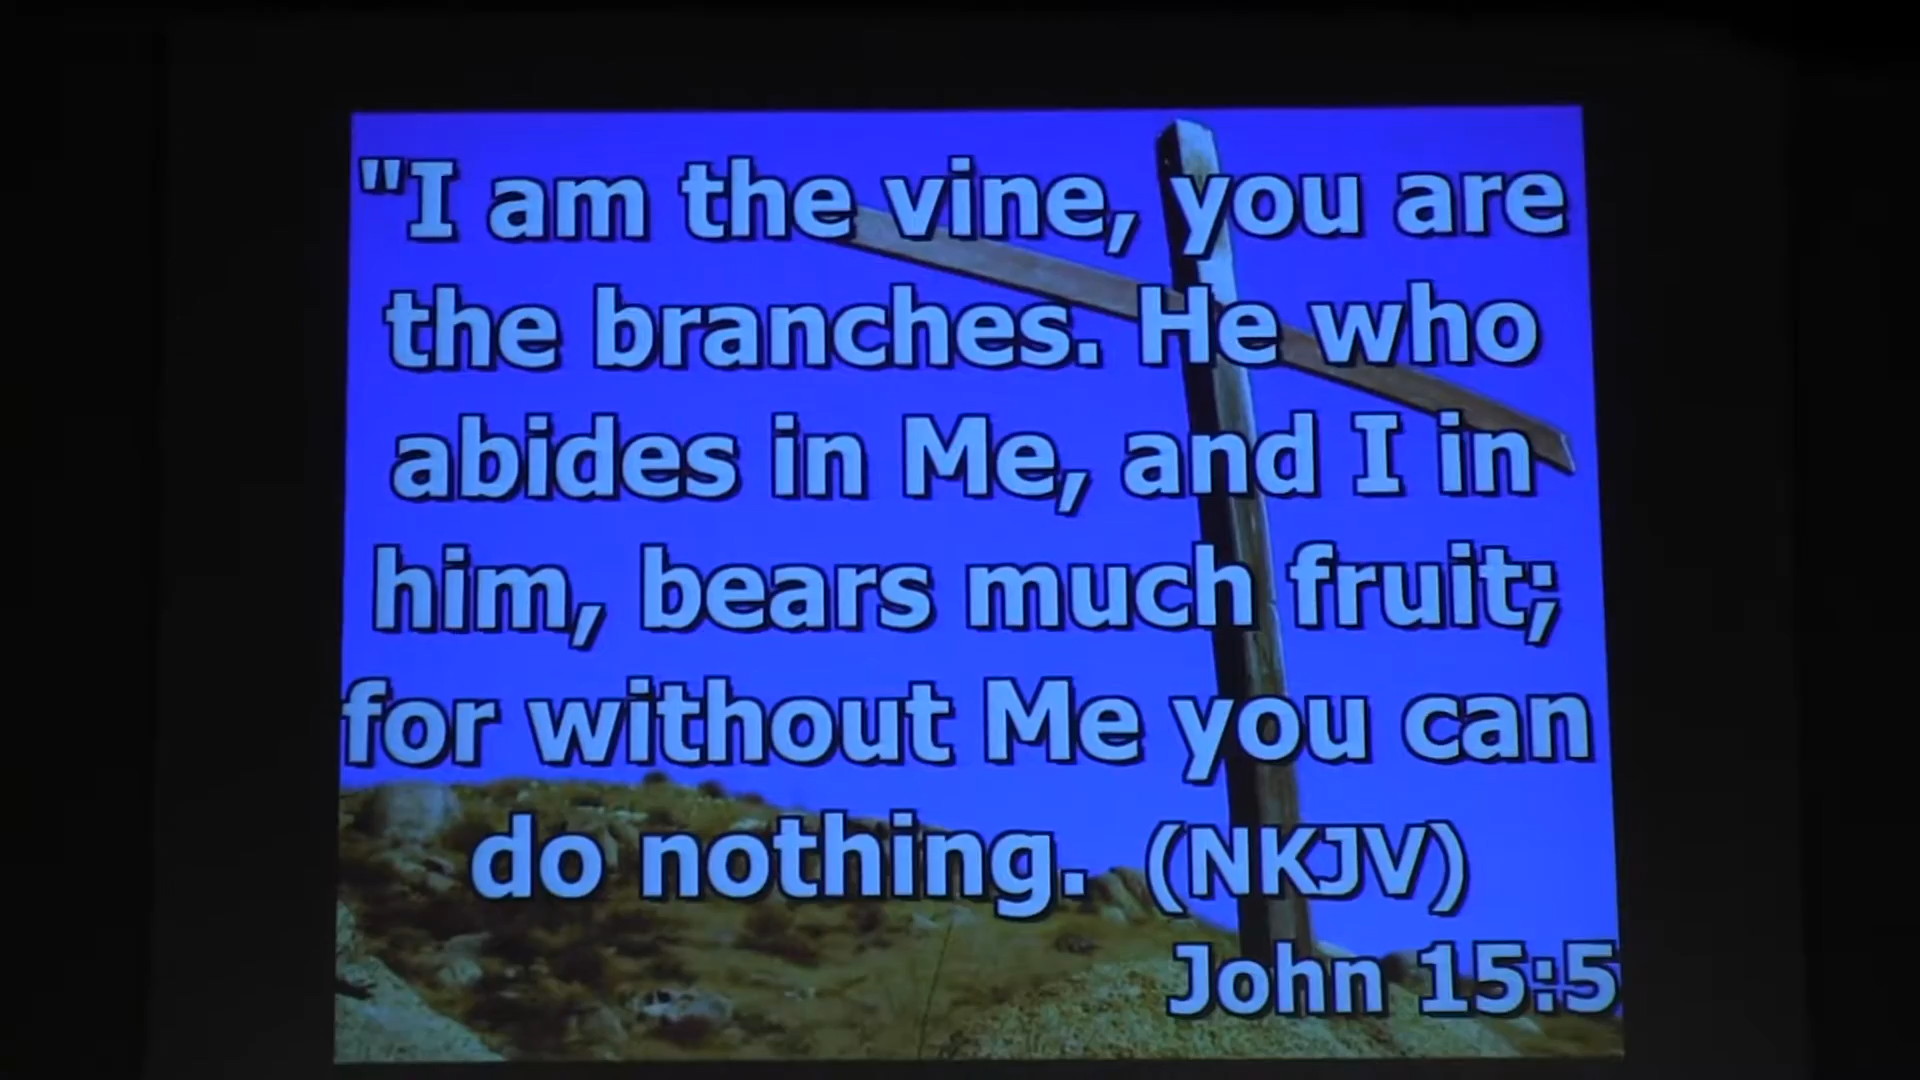 "I am the vine, you are
the branches. He who
abides in Me, and I in
him, bears much fruit;
for without Me you can
do nothing. (NKJV)
John 15:5